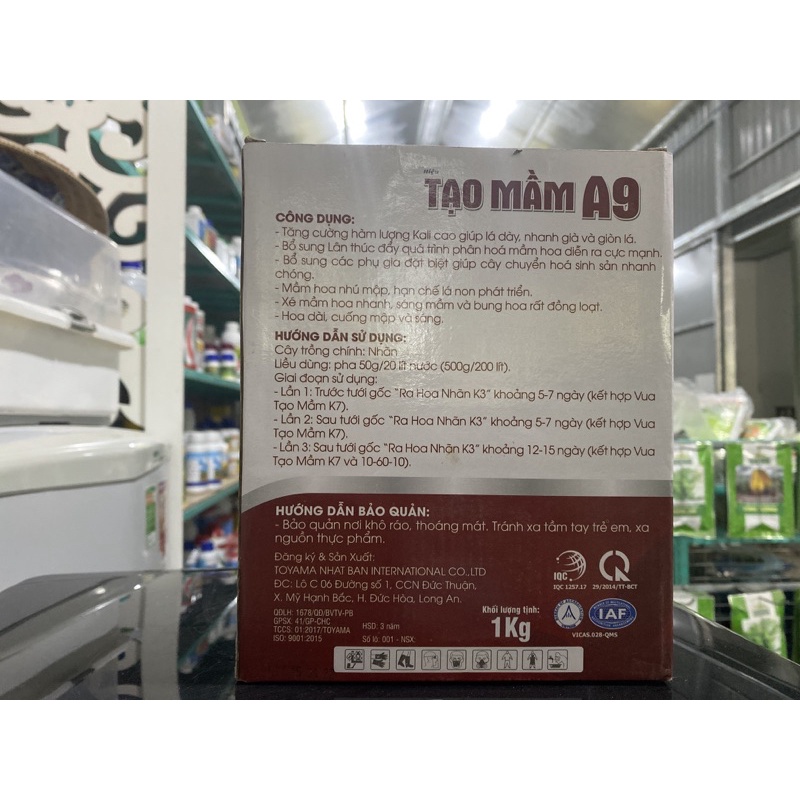 Hiệu
TẠO MẦM A9
CÔNG DỤNG:
- Tăng cường hàm lượng Kali cao giúp lá dày, nhanh già và giòn lá.
- Bổ sung Lân thúc đẩy quá trình phân hoá mầm hoa diễn ra cực mạnh.
- Bổ sung các phụ gia đặt biệt giúp cây chuyển hoá sinh sản nhanh
chóng.
- Mầm hoa nhú mập, hạn chế lá non phát triển.
- Xé mầm hoa nhanh, sáng mầm và bung hoa rất đồng loạt.
- Hoa dài, cuống mập và sáng.
HƯỚNG DẪN SỬ DỤNG:
Cây trồng chính: Nhãn
Liều dùng: pha 50g/20 lít nước (500g/200 lít).
Giai đoạn sử dụng:
- Lần 1: Trước tưới gốc "Ra Hoa Nhãn K3" khoảng 5-7 ngày (kết hợp Vua
Tạo Mầm K7).
- Lần 2: Sau tưới gốc "Ra Hoa Nhãn K3" khoảng 5-7 ngày (kết hợp Vua
Tạo Mầm K7).
- Lần 3: Sau tưới gốc "Ra Hoa Nhãn K3" khoảng 12-15 ngày (kết hợp Vua
Tạo Mầm K7 và 10-60-10).
HƯỚNG DẪN BẢO QUẢN:
- Bảo quản nơi khô ráo, thoáng mát. Tránh xa tầm tay trẻ em, xa
nguồn thực phẩm.
Đăng ký & Sản Xuất:
TOYAMA NHAT BAN INTERNATIONAL CO.,LTD
ĐC: Lô C 06 Đường số 1, CCN Đức Thuận,
X. Mỹ Hạnh Bắc, H. Đức Hòa, Long An.
QĐLH: 1678/QĐ/BVTV-PB
GPSX: 41/GP-CHC
TCCS: 01:2017/TOYAMA
ISO: 9001:2015
HSD: 3 năm
Số lô: 001 - NSX:
Khối lượng tịnh:
1Kg
IQC
IQC 1257.17
29/2014/TT-BCT
IAF
VICAS.028-QMS